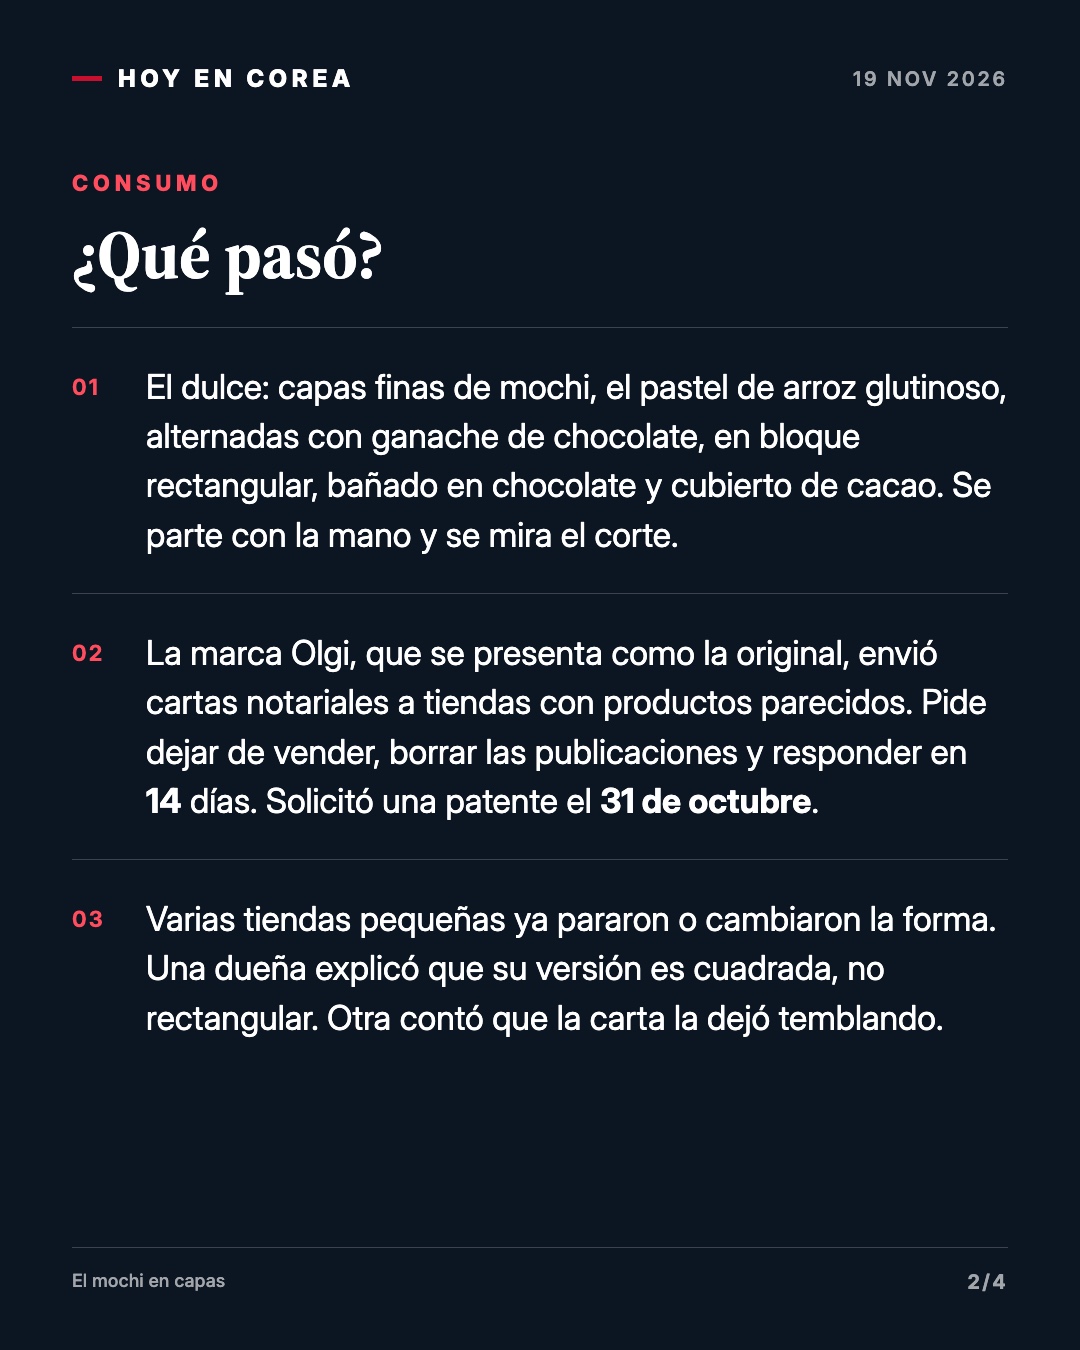 HOY EN COREA
19 NOV 2026
CONSUMO
¿Qué pasó?
01
El dulce: capas finas de mochi, el pastel de arroz glutinoso,
alternadas con ganache de chocolate, en bloque
rectangular, bañado en chocolate y cubierto de cacao. Se
parte con la mano y se mira el corte.
02
La marca Olgi, que se presenta como la original, envió
cartas notariales a tiendas con productos parecidos. Pide
dejar de vender, borrar las publicaciones y responder en
14 días. Solicitó una patente el 31 de octubre.
03
Varias tiendas pequeñas ya pararon o cambiaron la forma.
Una dueña explicó que su versión es cuadrada, no
rectangular. Otra contó que la carta la dejó temblando.
El mochi en capas
2/4